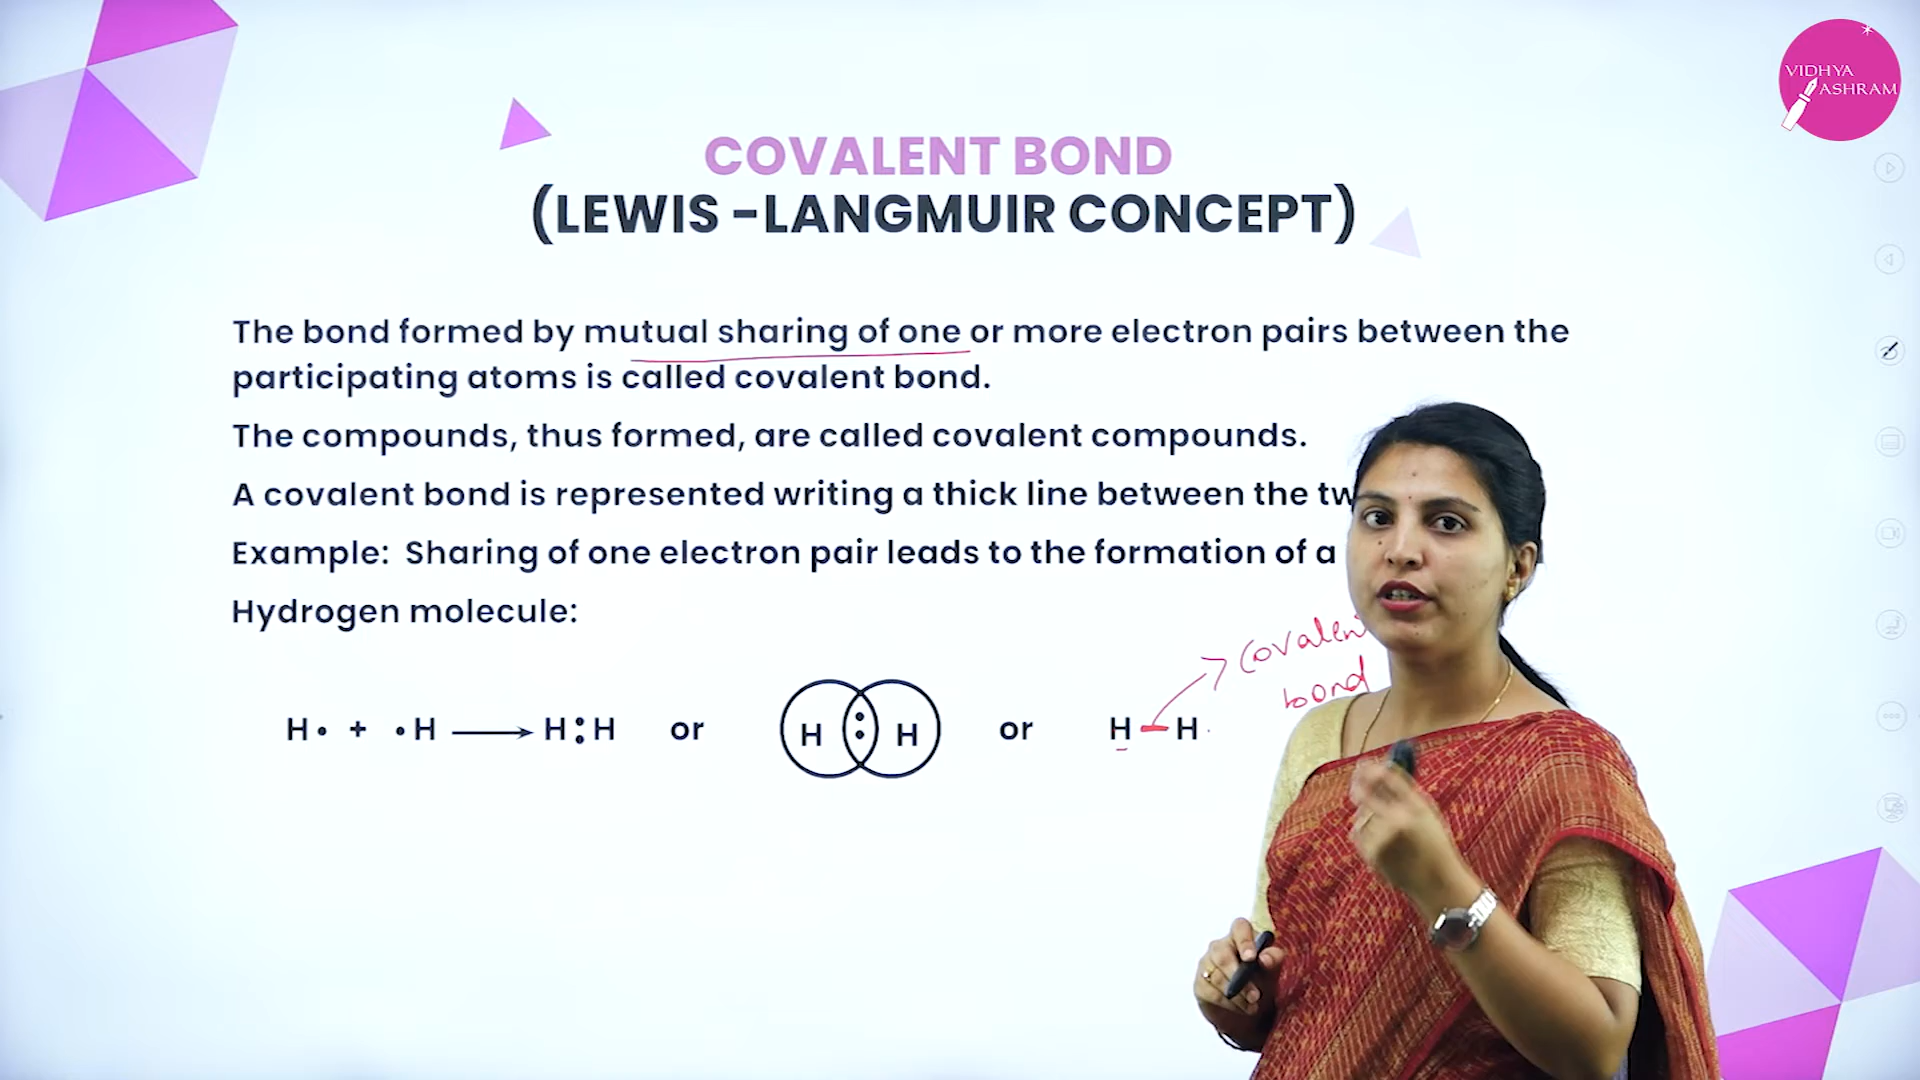 VIDHYA
ASHRAM
COVALENT BOND
(LEWIS -LANGMUIR CONCEPT)
The bond formed by mutual sharing of one or more electron pairs between the
participating atoms is called covalent bond.
The compounds, thus formed, are called covalent compounds.
A covalent bond is represented writing a thick line between the
Example: Sharing of one electron pair leads to the formation of a
Hydrogen molecule:
bond
H• + •H ⟶ H:H or H : H or H – H